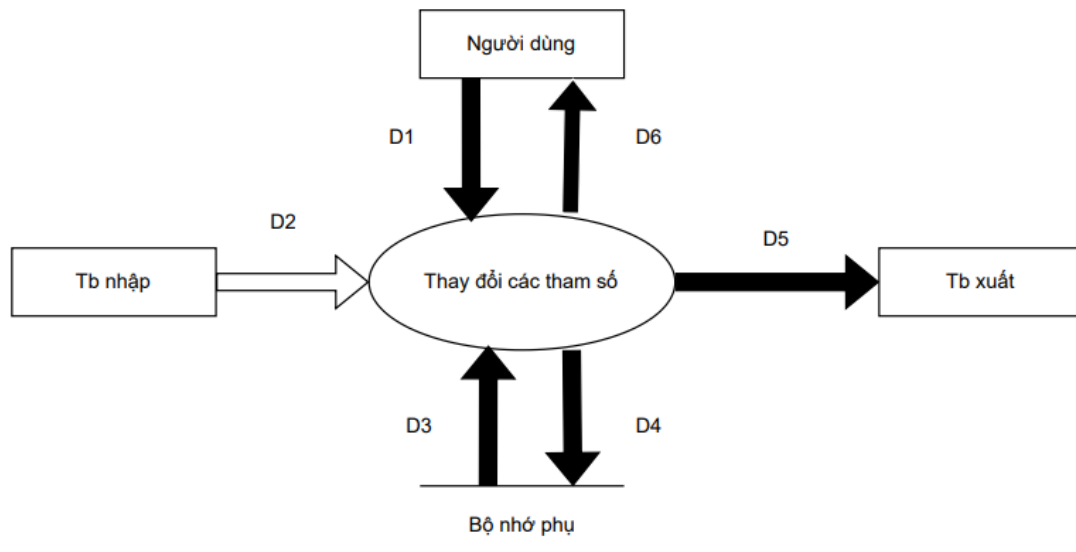 Người dùng
D1
D6
D2
D5
Tb nhập
Thay đổi các tham số
Tb xuất
D3
D4
Bộ nhớ phụ